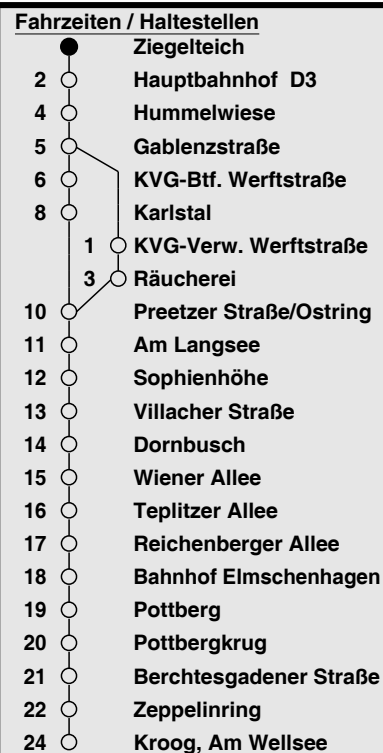 Fahrzeiten / Haltestellen
Ziegelteich
2 Hauptbahnhof D3
4 Hummelwiese
5 Gablenzstraße
6 KVG-Btf. Werftstraße
8 Karlstal
1 KVG-Verw. Werftstraße
3 Räucherei
10 Preetzer Straße/Ostring
11 Am Langsee
12 Sophienhöhe
13 Villacher Straße
14 Dornbusch
15 Wiener Allee
16 Teplitzer Allee
17 Reichenberger Allee
18 Bahnhof Elmschenhagen
19 Pottberg
20 Pottbergkrug
21 Berchtesgadener Straße
22 Zeppelinring
24 Kroog, Am Wellsee